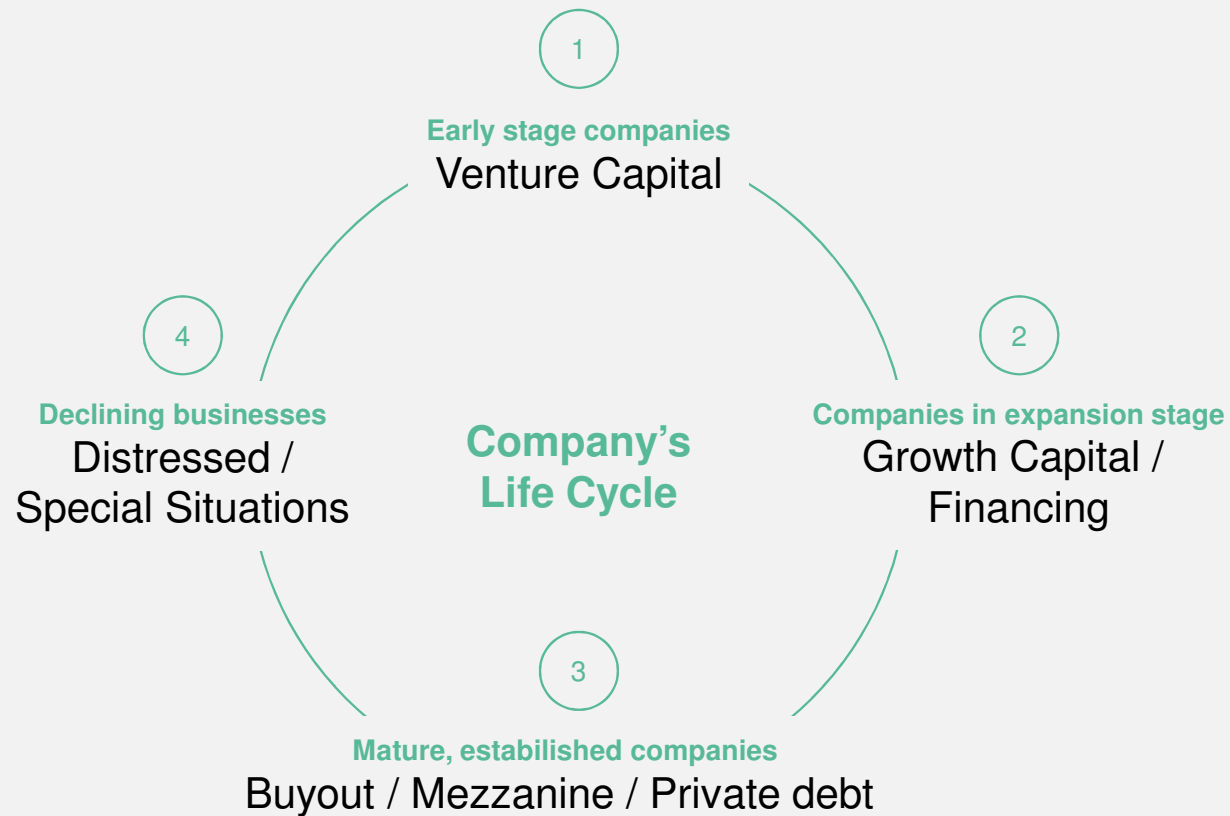 1
Early stage companies
Venture Capital
2
Companies in expansion stage
Growth Capital /
Financing
3
Mature, estabilished companies
Buyout / Mezzanine / Private debt
4
Declining businesses
Distressed /
Special Situations
Company’s
Life Cycle